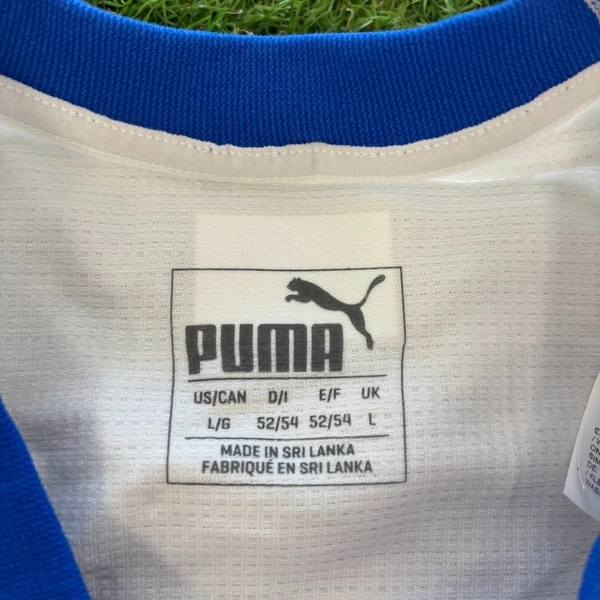 PUMA
US/CAN D/I E/F UK
L/G 52/54 52/54 L
MADE IN SRI LANKA
FABRIQUÉ EN SRI LANKA